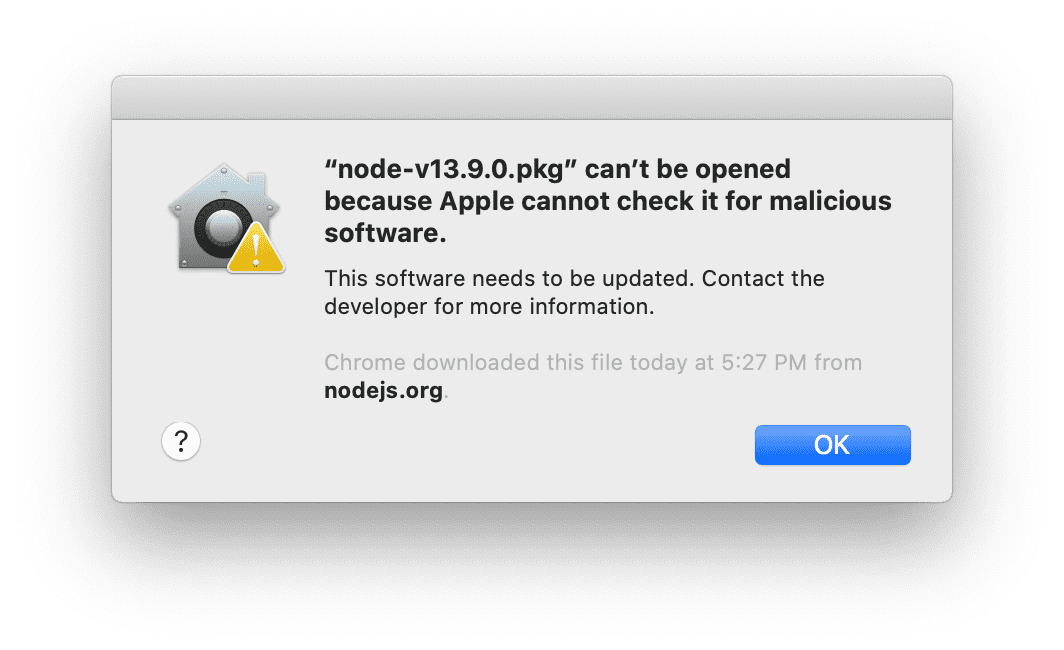 “node-v13.9.0.pkg” can’t be opened
because Apple cannot check it for malicious
software.
This software needs to be updated. Contact the
developer for more information.
Chrome downloaded this file today at 5:27 PM from
nodejs.org.
?
OK